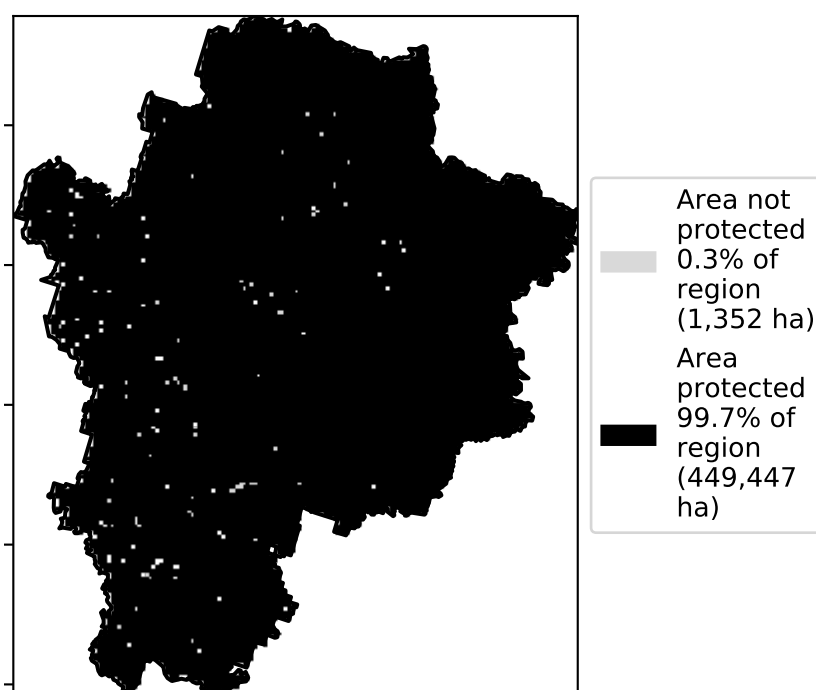 Area not
protected
0.3% of
region
(1,352 ha)
Area
protected
99.7% of
region
(449,447
ha)